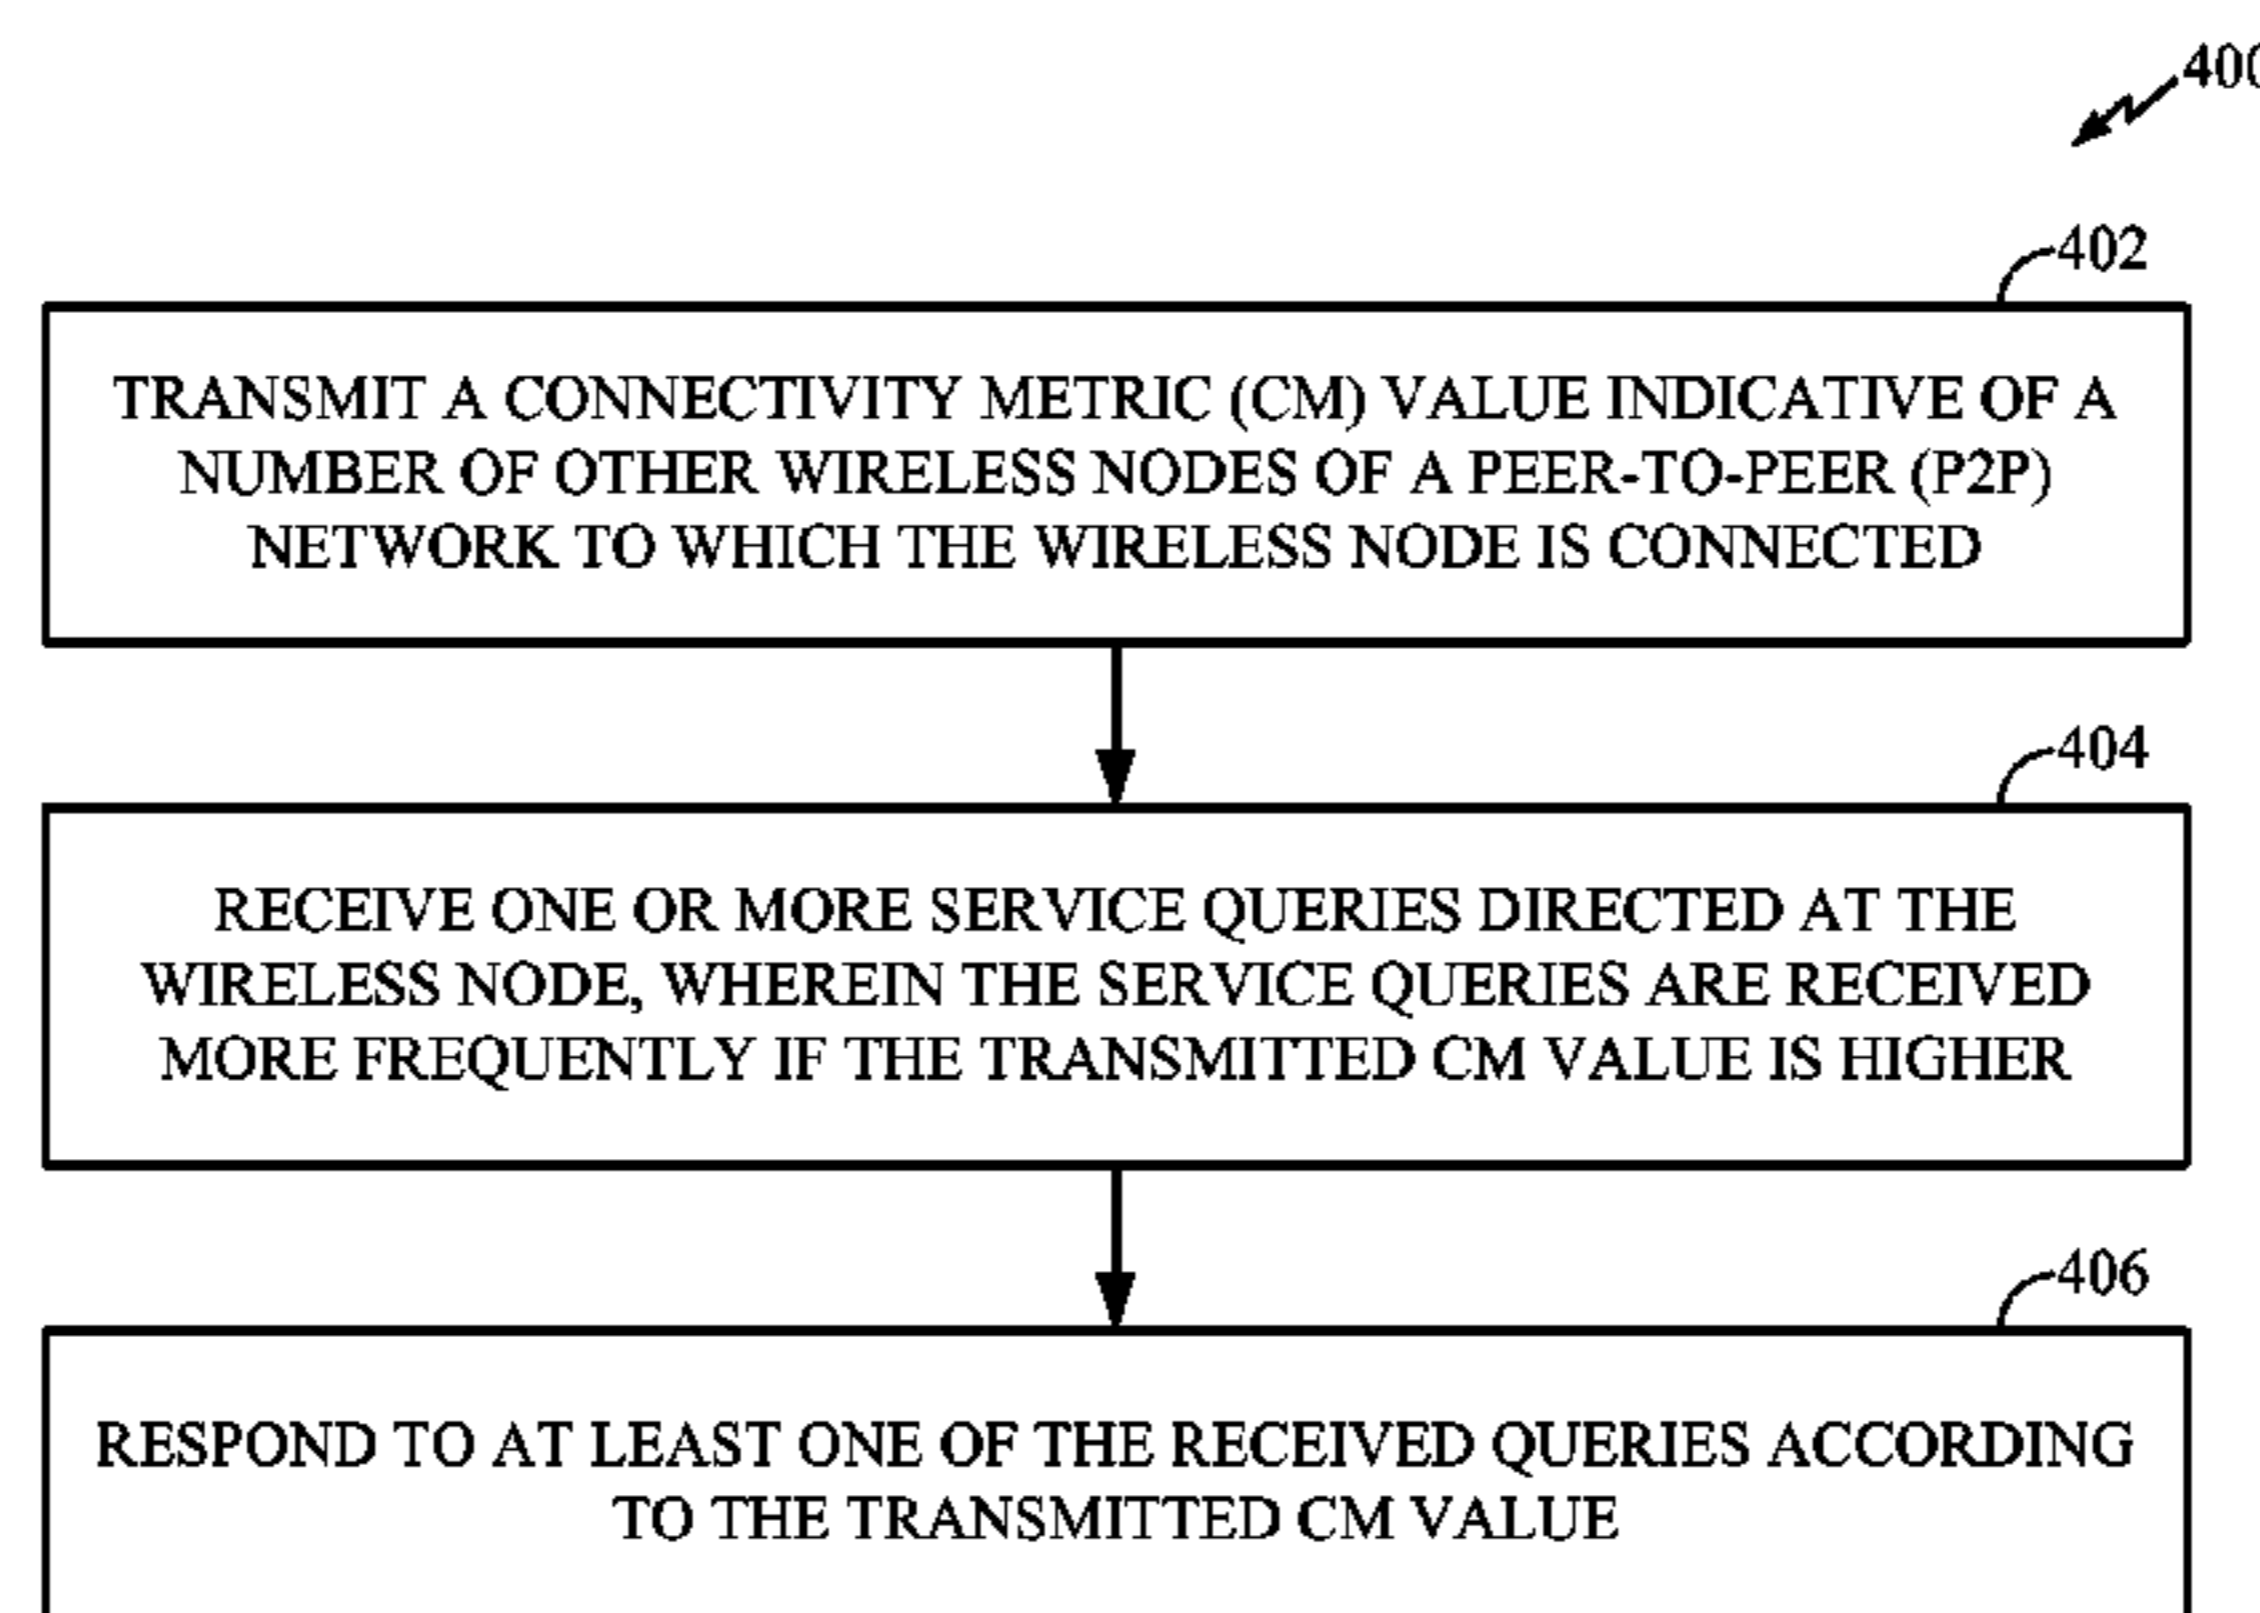 400
402
TRANSMIT A CONNECTIVITY METRIC (CM) VALUE INDICATIVE OF A
NUMBER OF OTHER WIRELESS NODES OF A PEER-TO-PEER (P2P)
NETWORK TO WHICH THE WIRELESS NODE IS CONNECTED
404
RECEIVE ONE OR MORE SERVICE QUERIES DIRECTED AT THE
WIRELESS NODE, WHEREIN THE SERVICE QUERIES ARE RECEIVED
MORE FREQUENTLY IF THE TRANSMITTED CM VALUE IS HIGHER
406
RESPOND TO AT LEAST ONE OF THE RECEIVED QUERIES ACCORDING
TO THE TRANSMITTED CM VALUE